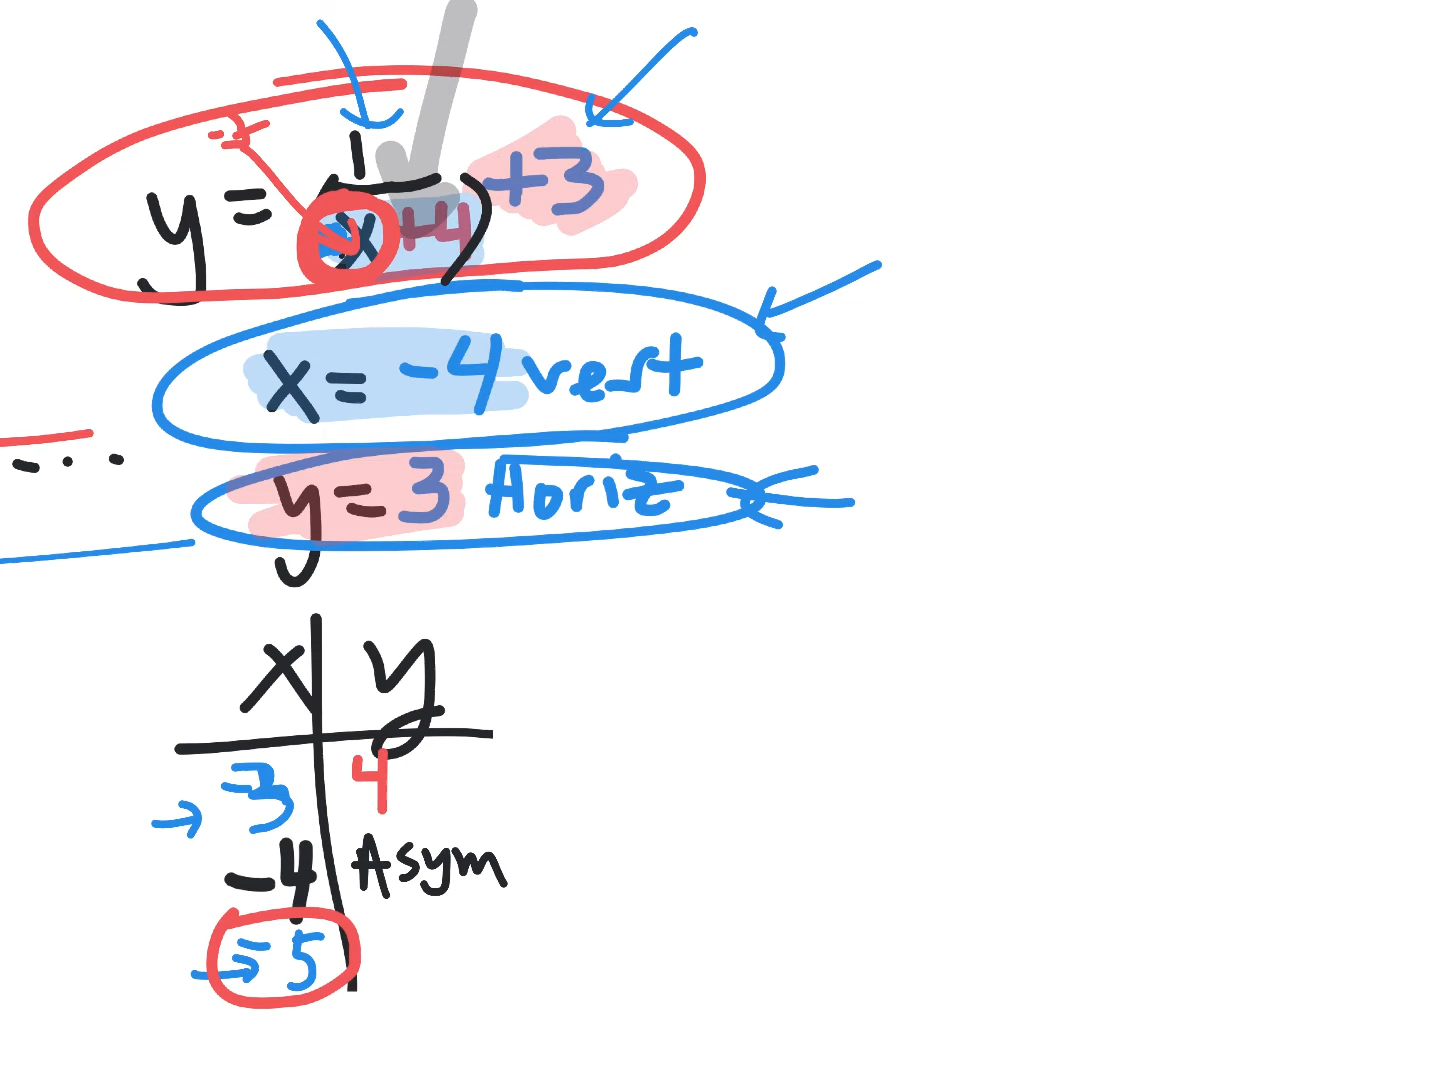 y = 1/(x+4) +3
x = -4 vert
y = 3 Horiz
x y
-3 4
-4 Asym
-5